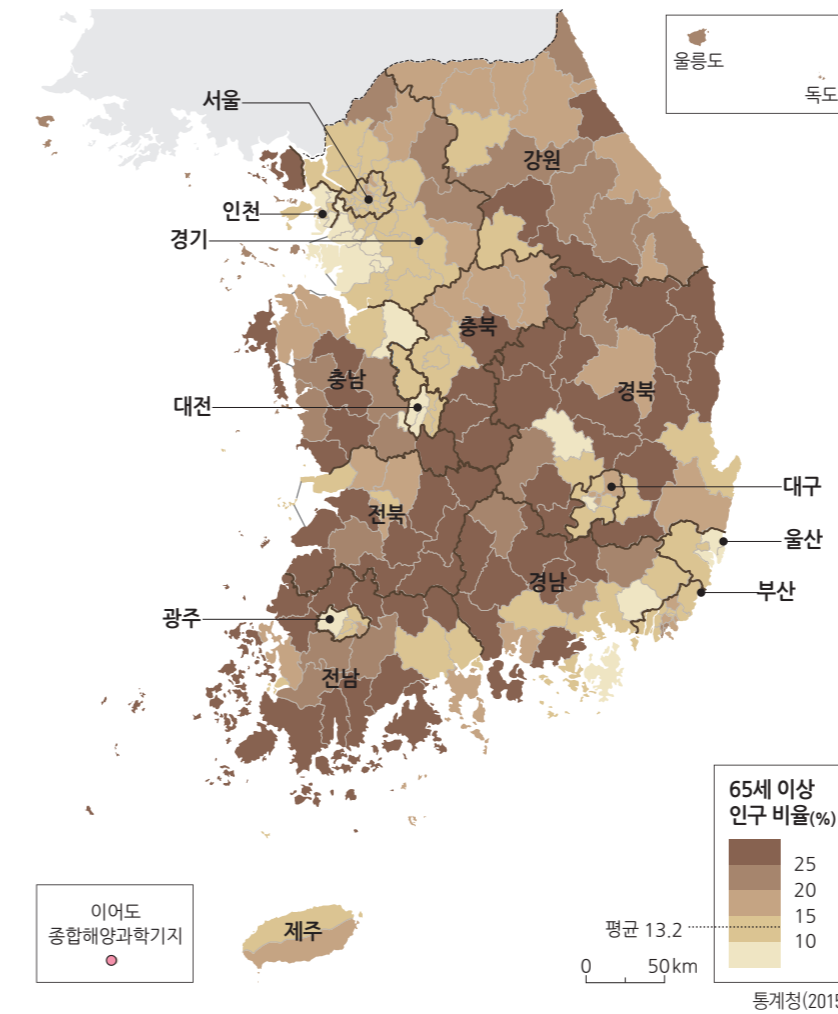 울릉도
독도
서울
강원
인천
경기
충북
충남
경북
대전
대구
전북
울산
경남
부산
광주
전남
65세 이상
인구 비율(%)
25
20
15
10
평균 13.2
이어도
종합해양과학기지
제주
0 50km
통계청(2015